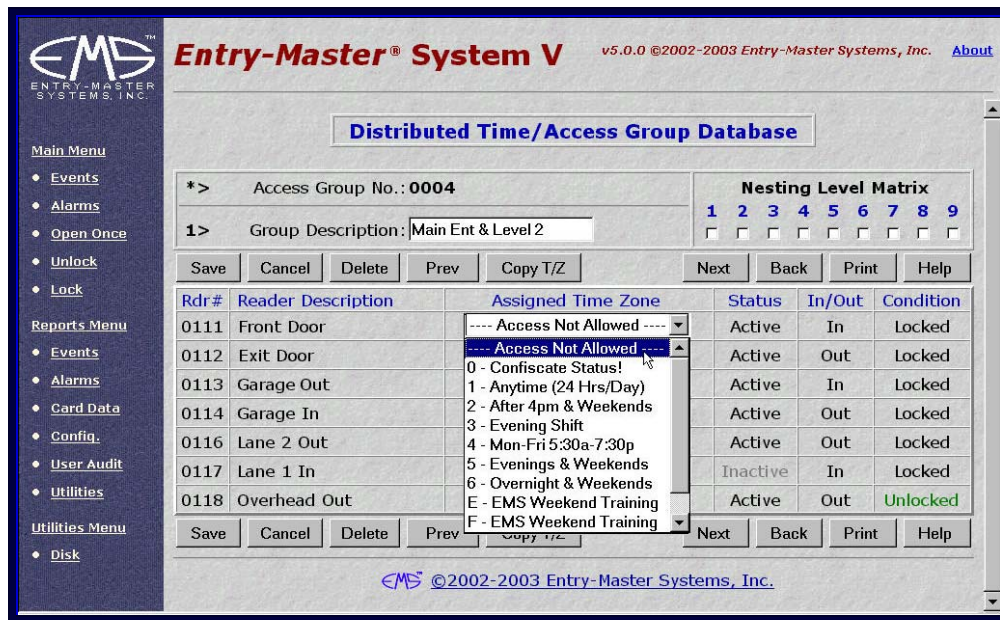 EMS™
ENTRY-MASTER
SYSTEMS, INC.
Entry-Master® System V v5.0.0 ©2002-2003 Entry-Master Systems, Inc. About
Main Menu
Events
Alarms
Open Once
Unlock
Lock
Reports Menu
Events
Alarms
Card Data
Config.
User Audit
Utilities
Utilities Menu
Disk
Distributed Time/Access Group Database
*> Access Group No.: 0004
1> Group Description: Main Ent & Level 2
Nesting Level Matrix
1 2 3 4 5 6 7 8 9
Save Cancel Delete Prev Copy T/Z Next Back Print Help
Rdr# Reader Description Assigned Time Zone Status In/Out Condition
0111 Front Door ---- Access Not Allowed ---- Active In Locked
0112 Exit Door Active Out Locked
0113 Garage Out Active In Locked
0114 Garage In Active Out Locked
0116 Lane 2 Out Active Out Locked
0117 Lane 1 In Inactive In Locked
0118 Overhead Out Active Out Unlocked
---- Access Not Allowed ----
0 - Confiscate Status!
1 - Anytime (24 Hrs/Day)
2 - After 4pm & Weekends
3 - Evening Shift
4 - Mon-Fri 5:30a-7:30p
5 - Evenings & Weekends
6 - Overnight & Weekends
E - EMS Weekend Training
F - EMS Weekend Training
Save Cancel Delete Prev Copy T/Z Next Back Print Help
EMS ©2002-2003 Entry-Master Systems, Inc.